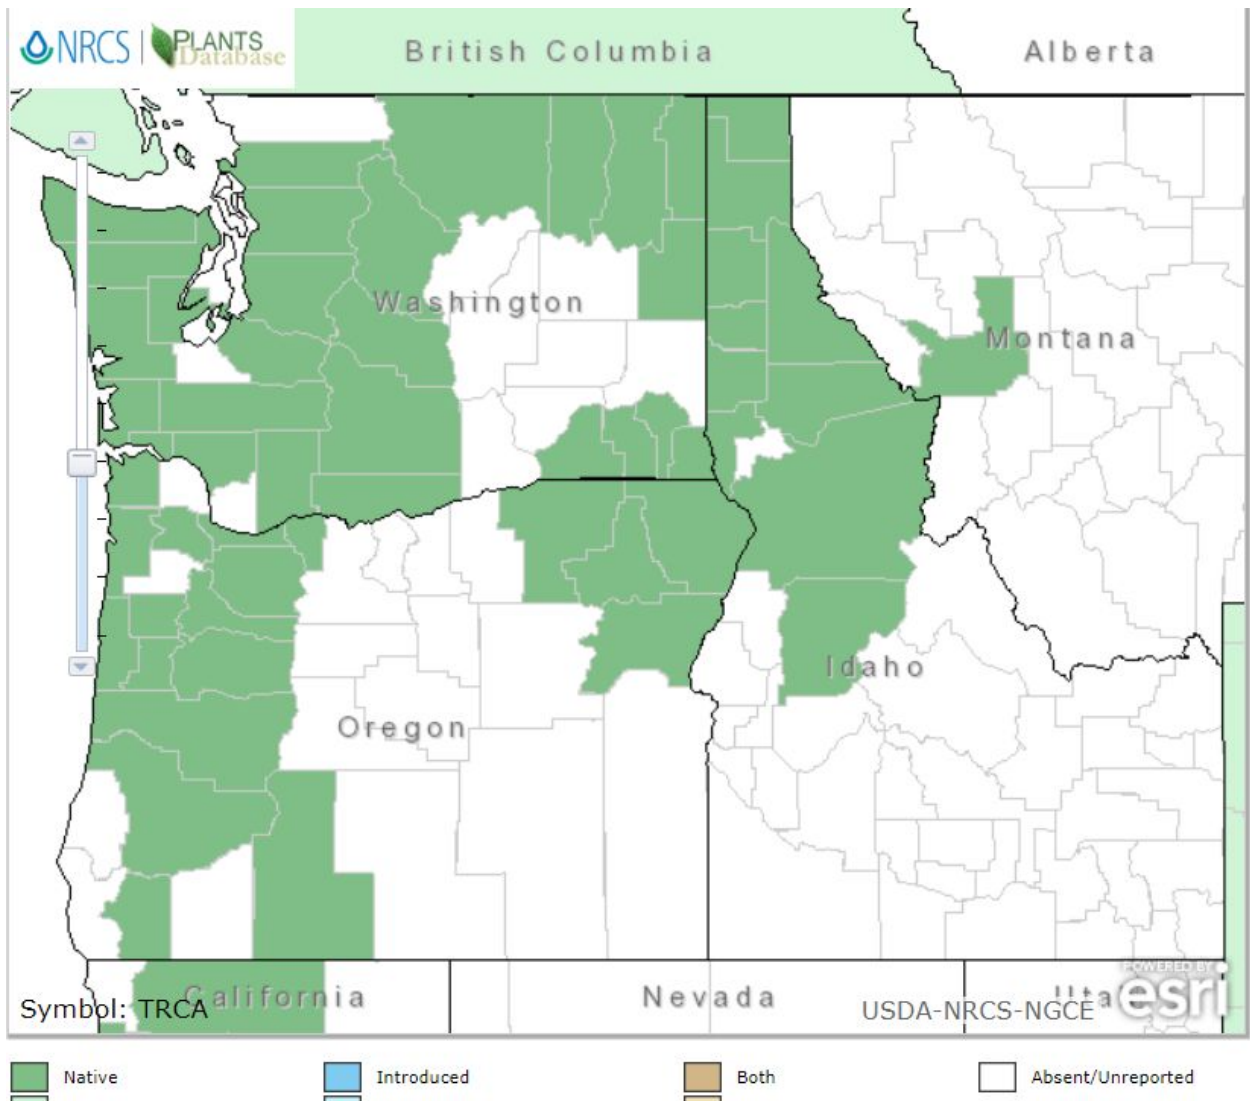 NRCS | PLANTS
Database
British Columbia
Alberta
Washington
Montana
Idaho
Oregon
POWERED BY
esri
Symbol: TRCA
California
Nevada
USDA-NRCS-NGCE
Native
Introduced
Both
Absent/Unreported